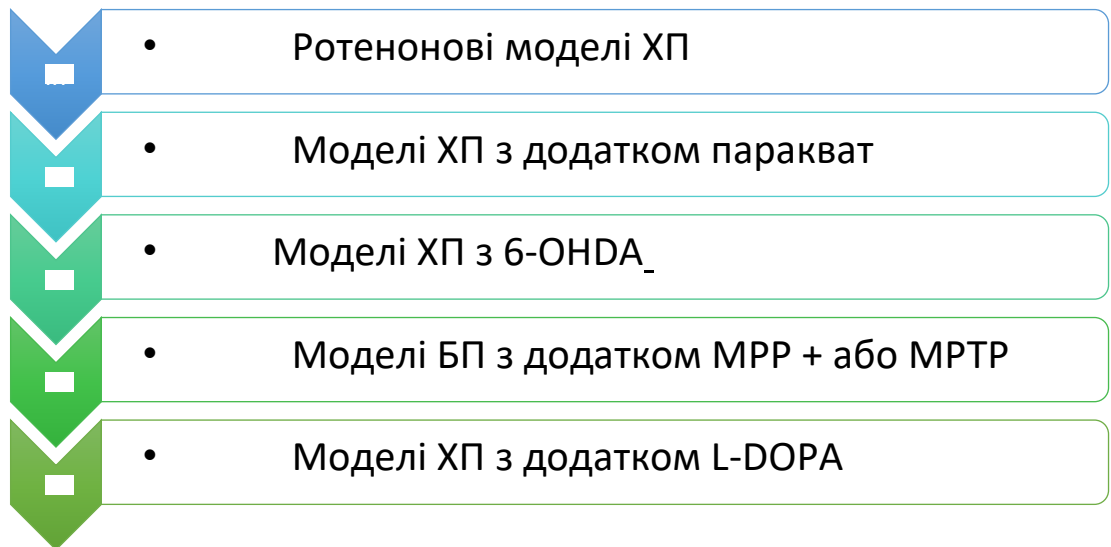 • Ротенонові моделі ХП
• Моделі ХП з додатком паракват
• Моделі ХП з 6-OHDA_
• Моделі БП з додатком MPP + або MPTP
• Моделі ХП з додатком L-DOPA